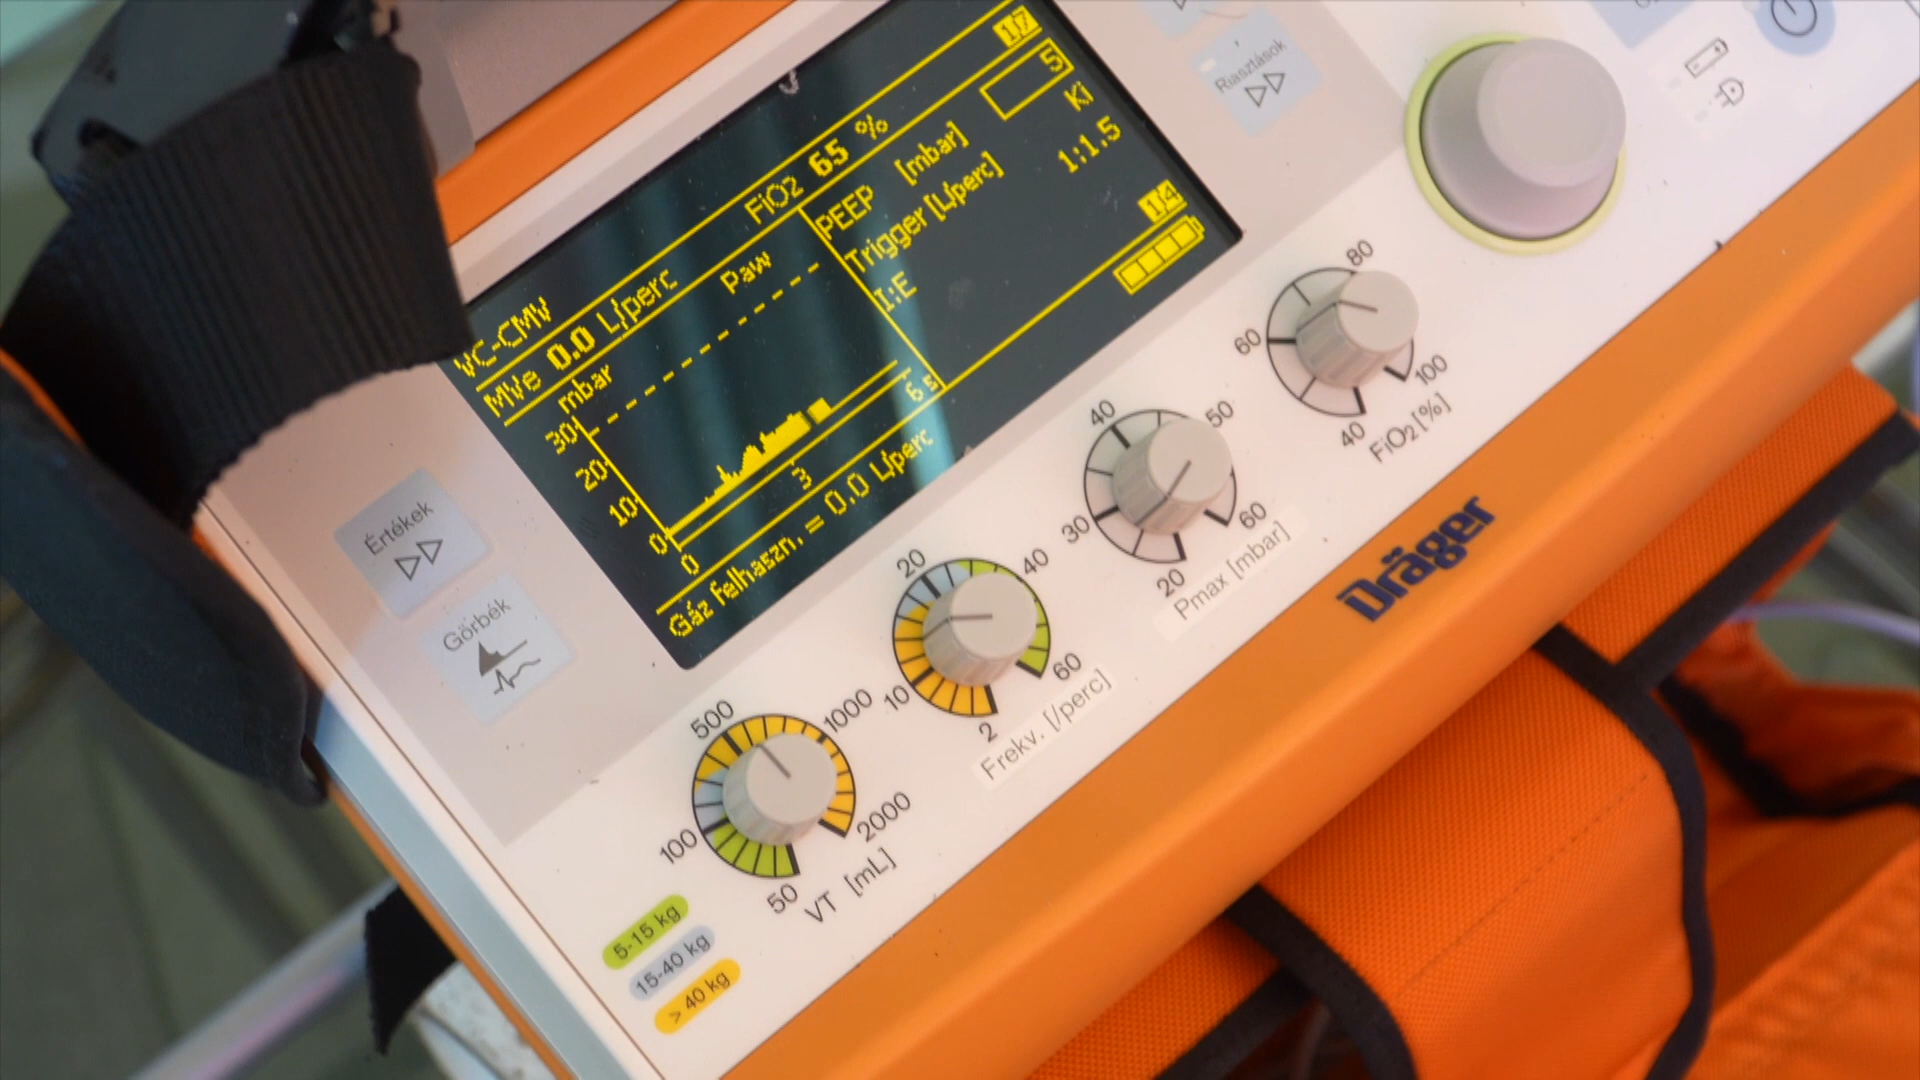 VC-CMV
1/7
MVe 0.0 L/perc
FiO2 65 %
mbar
Paw
30
20
10
0
0
3
6 s
PEEP [mbar] 5
Trigger [L/perc] Ki
I:E 1:1.5
Gáz felhaszn. = 0.0 L/perc
1/4
Riasztások
Értékek
Görbék
50
100
500
1000
2000
VT [mL]
2
10
20
40
60
Frekv. [/perc]
20
30
40
50
60
Pmax [mbar]
40
60
80
100
FiO2 [%]
5-15 kg
15-40 kg
> 40 kg
Dräger